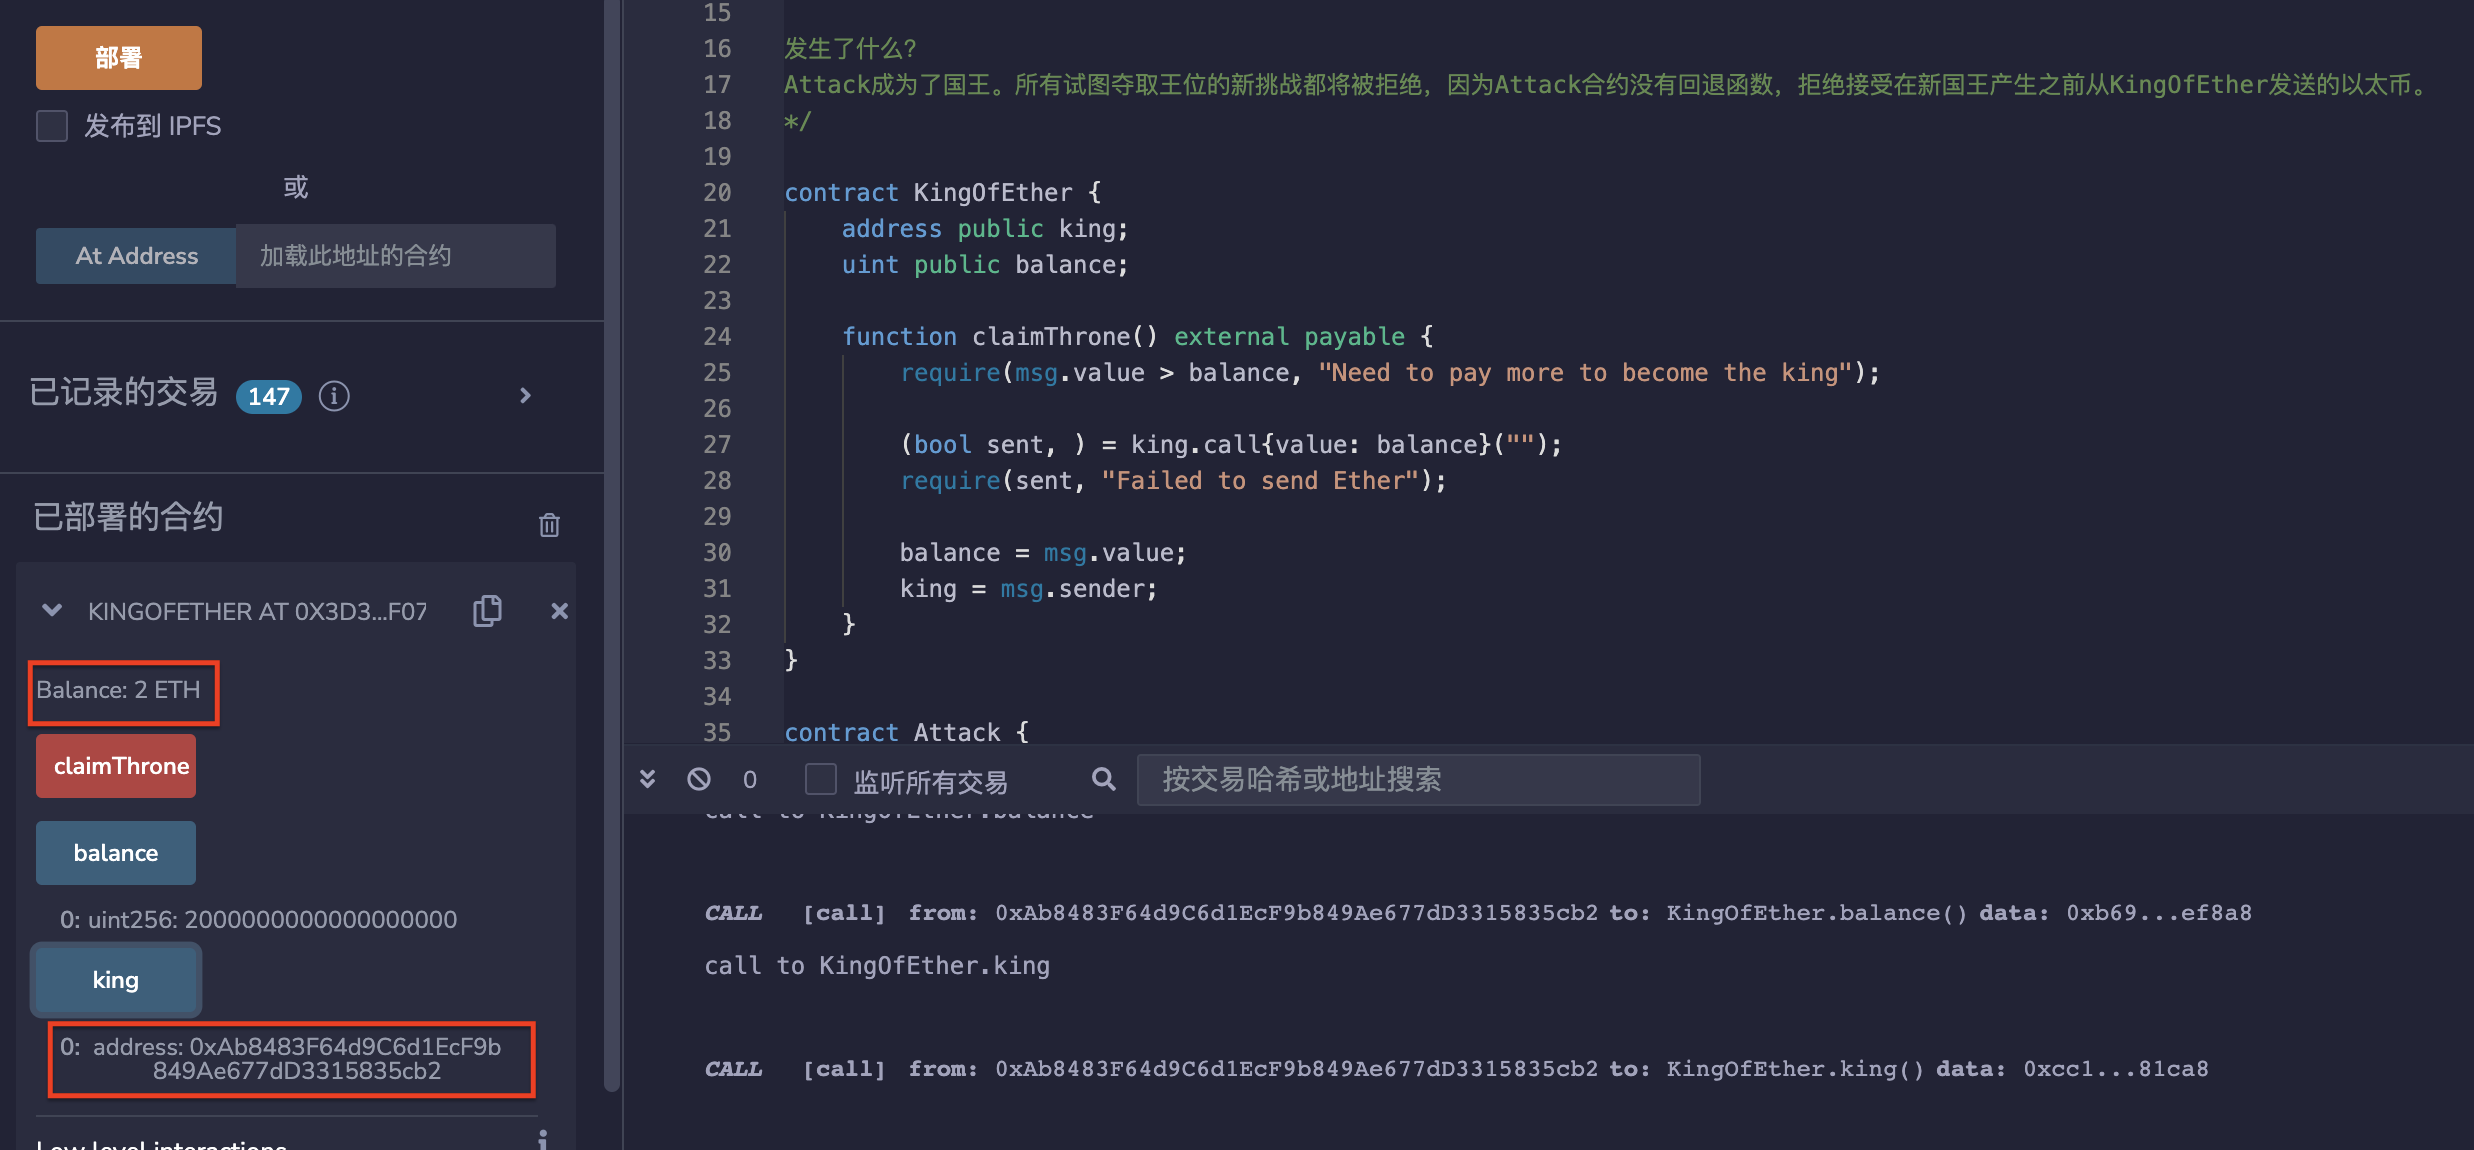 部署
发布到 IPFS
或
At Address
加载此地址的合约
已记录的交易 147
已部署的合约
KINGOFETHER AT 0X3D3...F07
Balance: 2 ETH
claimThrone
balance
0: uint256: 2000000000000000000
king
0: address: 0xAb8483F64d9C6d1EcF9b
849Ae677dD3315835cb2
Low level interactions
15
16 发生了什么?
17 Attack成为了国王。所有试图夺取王位的新挑战都将被拒绝，因为Attack合约没有回退函数，拒绝接受在新国王产生之前从KingOfEther发送的以太币。
18 */
19
20 contract KingOfEther {
21 address public king;
22 uint public balance;
23
24 function claimThrone() external payable {
25 require(msg.value > balance, "Need to pay more to become the king");
26
27 (bool sent, ) = king.call{value: balance}("");
28 require(sent, "Failed to send Ether");
29
30 balance = msg.value;
31 king = msg.sender;
32 }
33 }
34
35 contract Attack {
0 监听所有交易 按交易哈希或地址搜索
call to KingOfEther.balance
CALL [call] from: 0xAb8483F64d9C6d1EcF9b849Ae677dD3315835cb2 to: KingOfEther.balance() data: 0xb69...ef8a8
call to KingOfEther.king
CALL [call] from: 0xAb8483F64d9C6d1EcF9b849Ae677dD3315835cb2 to: KingOfEther.king() data: 0xcc1...81ca8